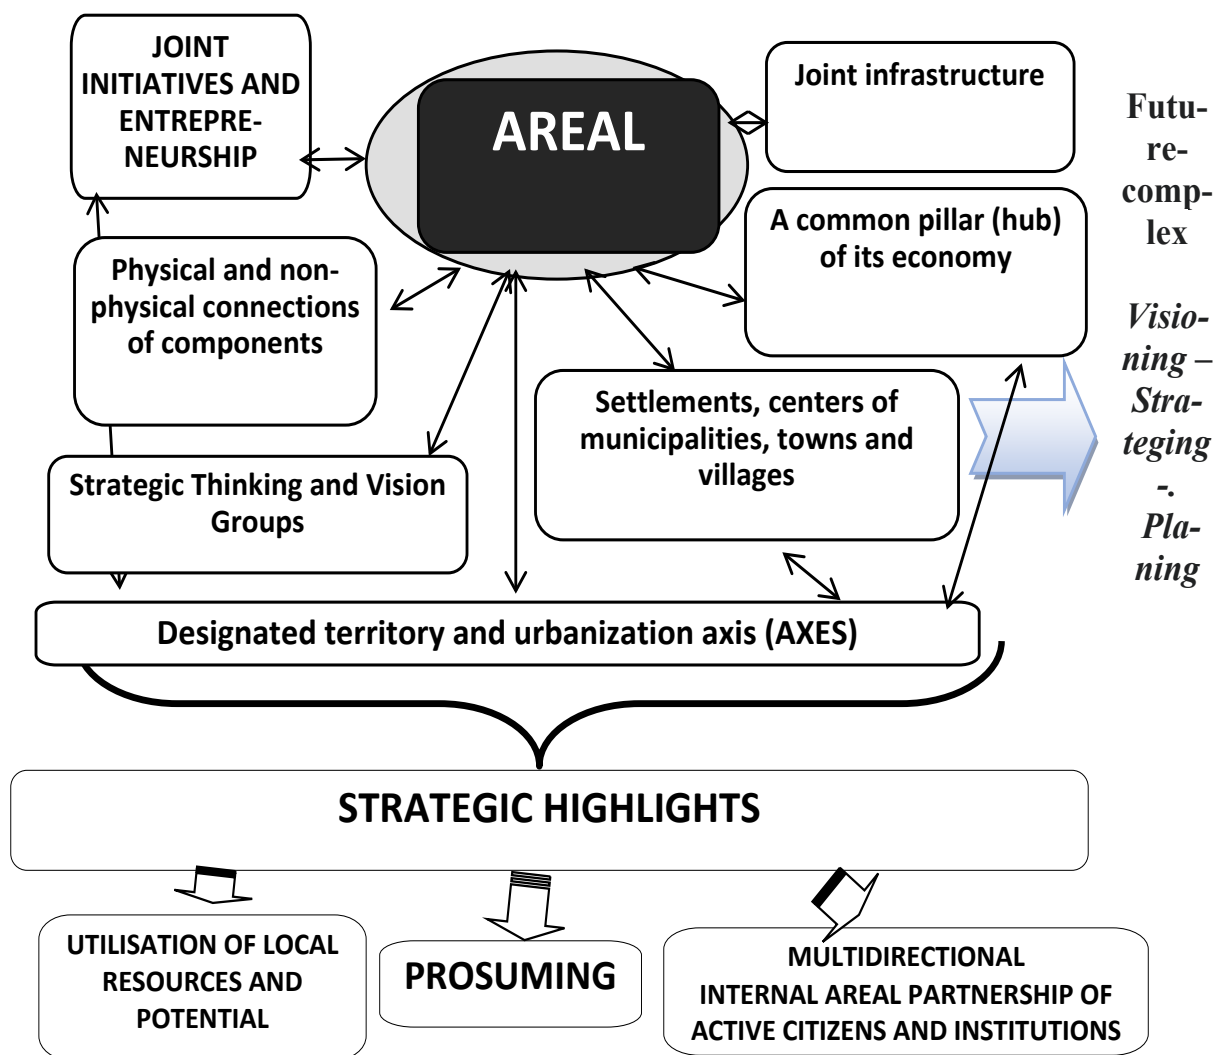 JOINT
INITIATIVES AND
ENTREPRE-
NEURSHIP
AREAL
Joint infrastructure
A common pillar (hub)
of its economy
Physical and non-
physical connections
of components
Settlements, centers of
municipalities, towns and
villages
Strategic Thinking and Vision
Groups
Futu-
re-
comp-
lex
Visio-
ning –
Stra-
teging
-.
Pla-
ning
Designated territory and urbanization axis (AXES)
STRATEGIC HIGHLIGHTS
UTILISATION OF LOCAL
RESOURCES AND
POTENTIAL
PROSUMING
MULTIDIRECTIONAL
INTERNAL AREAL PARTNERSHIP OF
ACTIVE CITIZENS AND INSTITUTIONS